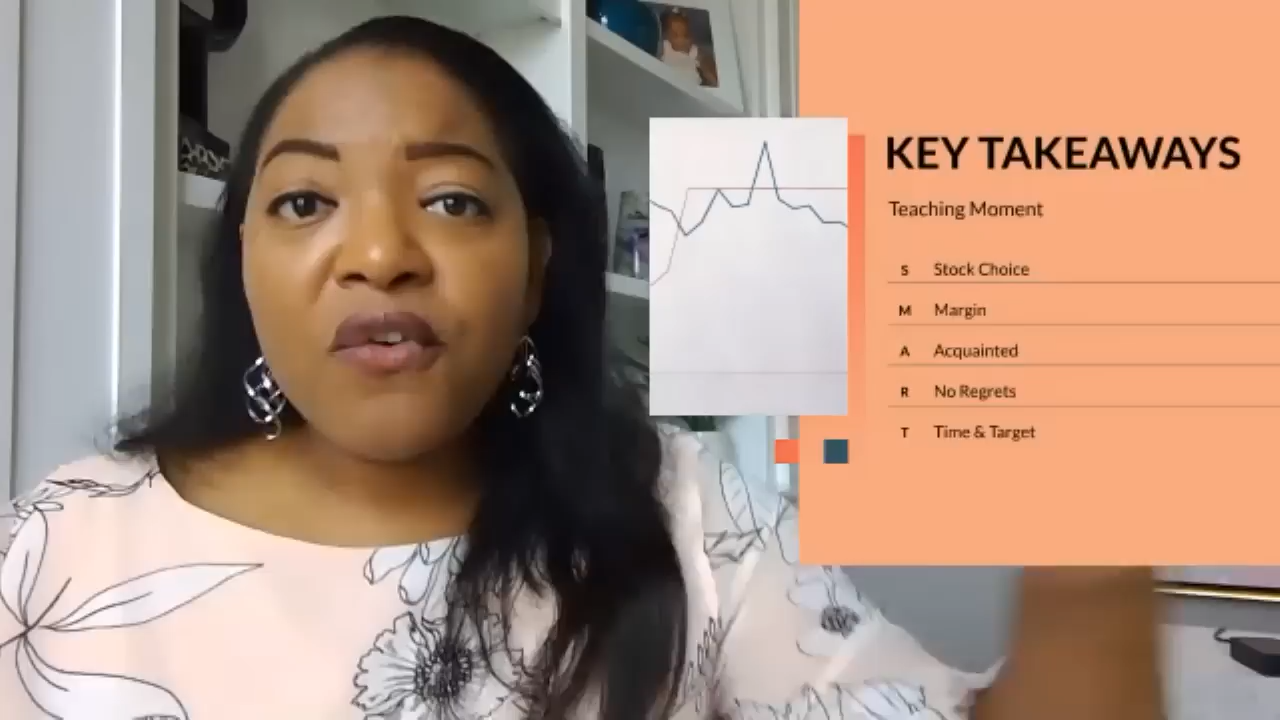 KEY TAKEAWAYS
Teaching Moment
S Stock Choice
M Margin
A Acquainted
R No Regrets
T Time & Target